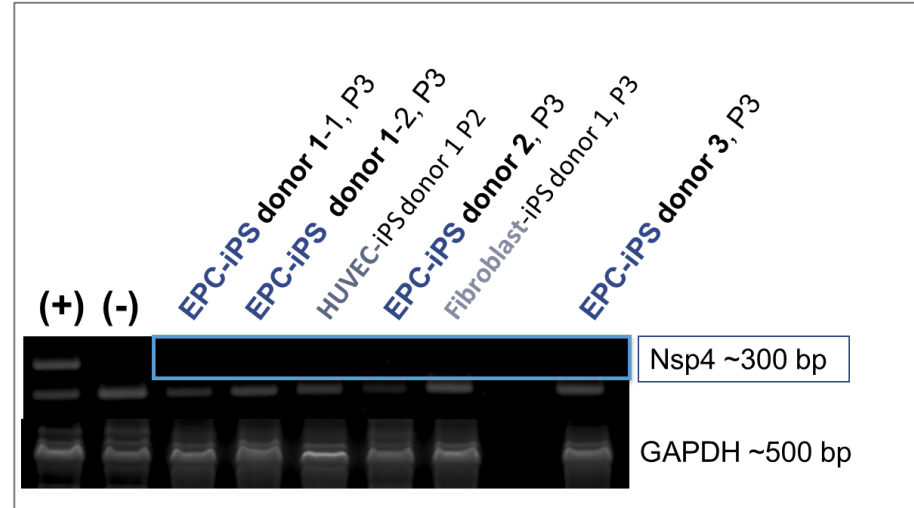 (+)
(-)
EPC-iPS donor 1-1, P3
EPC-iPS donor 1-2, P3
HUVEC-iPS donor 1 P2
EPC-iPS donor 2, P3
Fibroblast-iPS donor 1, P3
EPC-iPS donor 3, P3
Nsp4 ~300 bp
GAPDH ~500 bp